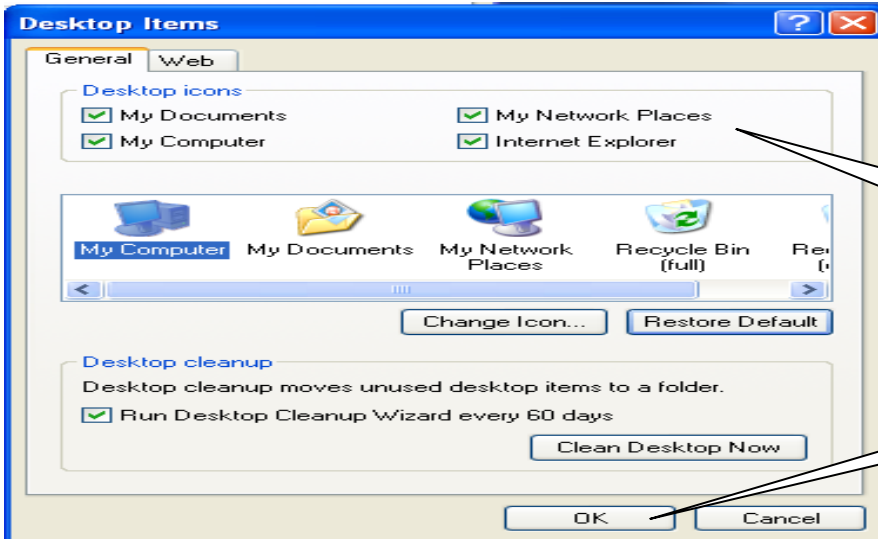 Desktop Items
General Web
Desktop icons
My Documents My Network Places
My Computer Internet Explorer
My Computer My Documents My Network Recycle Bin
Places (full)
Change Icon... Restore Default
Desktop cleanup
Desktop cleanup moves unused desktop items to a folder.
Run Desktop Cleanup Wizard every 60 days
Clean Desktop Now
OK Cancel